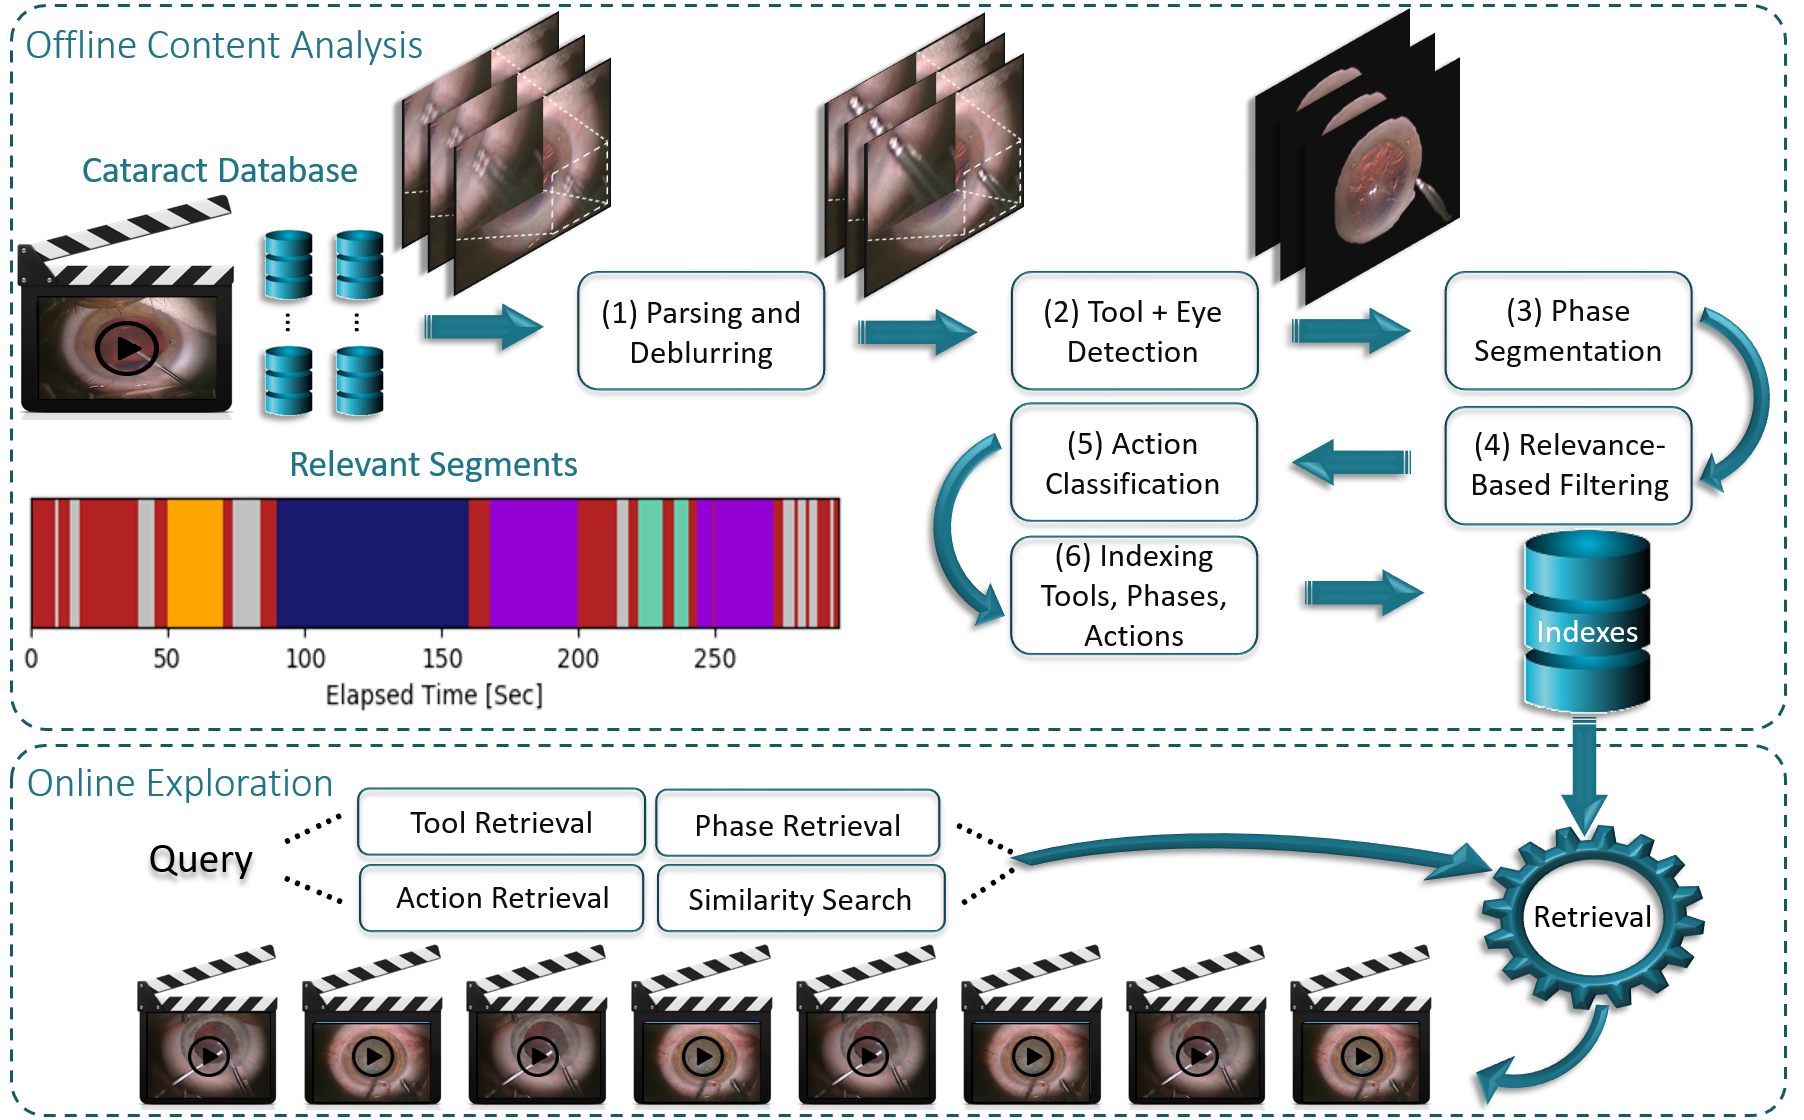 Offline Content Analysis
Cataract Database
(1) Parsing and
Deblurring
(2) Tool + Eye
Detection
(3) Phase
Segmentation
(4) Relevance-
Based Filtering
(5) Action
Classification
(6) Indexing
Tools, Phases,
Actions
Indexes
Relevant Segments
0 50 100 150 200 250
Elapsed Time [Sec]
Online Exploration
Query
Tool Retrieval
Phase Retrieval
Action Retrieval
Similarity Search
Retrieval